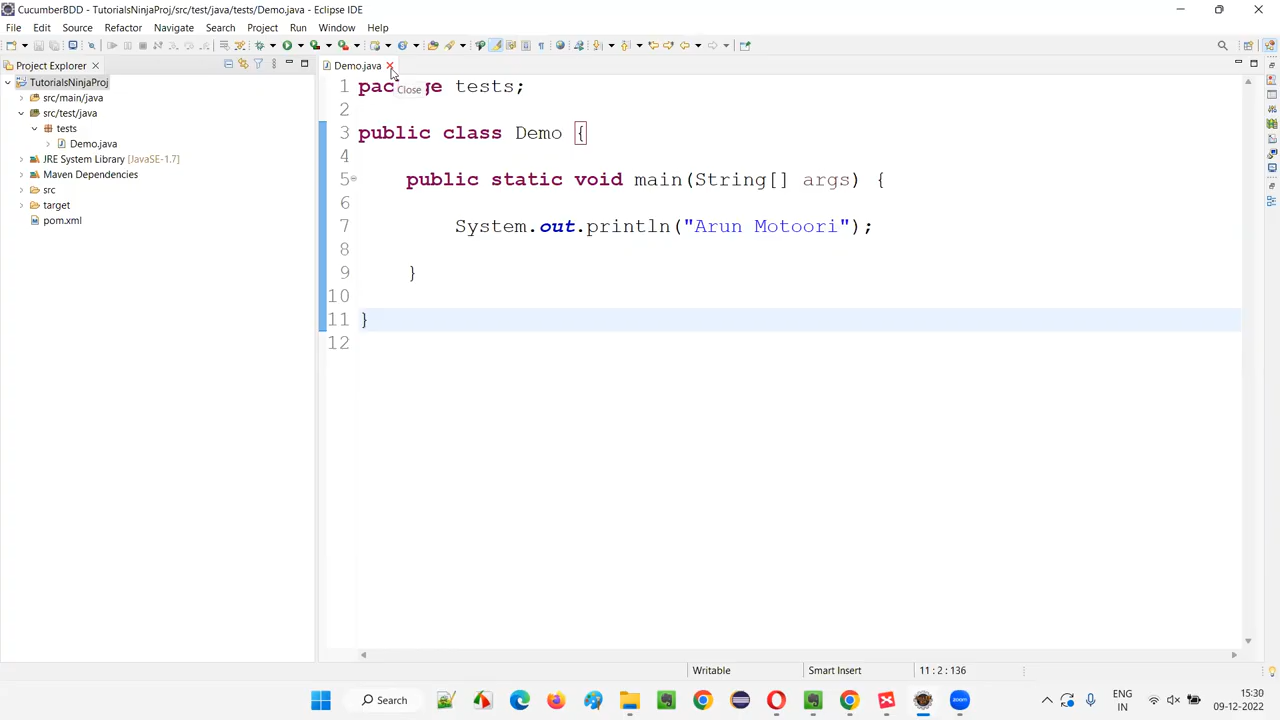 CucumberBDD - TutorialsNinjaProj/src/test/java/tests/Demo.java - Eclipse IDE
File Edit Source Refactor Navigate Search Project Run Window Help
Project Explorer
TutorialsNinjaProj
src/main/java
src/test/java
tests
Demo.java
JRE System Library [JavaSE-1.7]
Maven Dependencies
src
target
pom.xml
Demo.java
Close
1 package tests;
2
3 public class Demo {
4
5 public static void main(String[] args) {
6
7 System.out.println("Arun Motoori");
8
9 }
10
11 }
12
Writable Smart Insert 11 : 2 : 136
Search
ENG
IN
15:30
09-12-2022